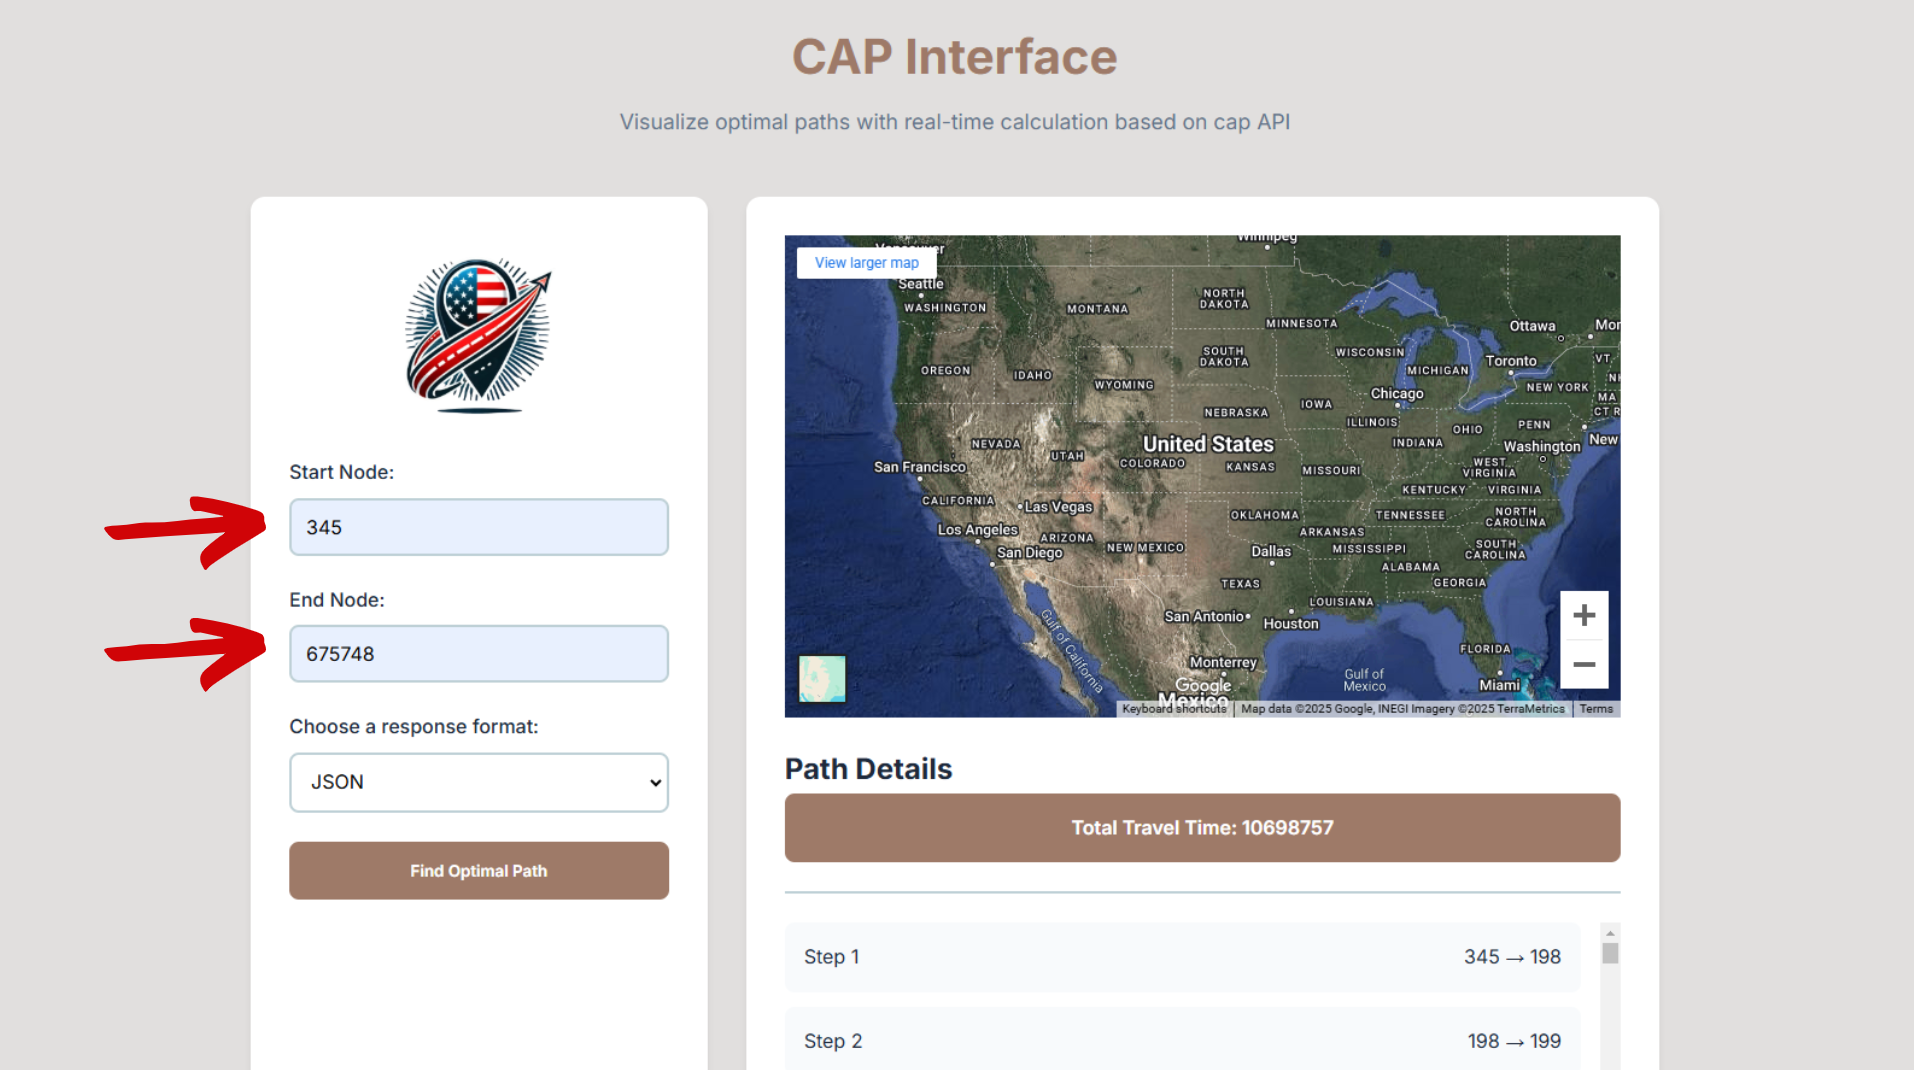 CAP Interface
Visualize optimal paths with real-time calculation based on cap API
Start Node:
345
End Node:
675748
Choose a response format:
JSON
Find Optimal Path
View larger map
Vancouver
Winnipeg
Seattle
WASHINGTON
MONTANA
NORTH
DAKOTA
MINNESOTA
Ottawa
Mor
OREGON
IDAHO
SOUTH
DAKOTA
WISCONSIN
MICHIGAN
Toronto
VT.
WYOMING
NEW YORK
NH
MA
CT R
NEBRASKA
IOWA
Chicago
ILLINOIS
INDIANA
OHIO
PENN
Washington
New
NEVADA
UTAH
United States
COLORADO
KANSAS
MISSOURI
WEST
VIRGINIA
VIRGINIA
KENTUCKY
San Francisco
CALIFORNIA
Las Vegas
Los Angeles
ARIZONA
NEW MEXICO
San Diego
OKLAHOMA
ARKANSAS
TENNESSEE
NORTH
CAROLINA
SOUTH
CAROLINA
Dallas
MISSISSIPPI
ALABAMA
GEORGIA
TEXAS
LOUISIANA
San Antonio
Houston
FLORIDA
Gulf of California
Monterrey
Gulf of
Mexico
Miami
Google
Mexico
Keyboard shortcuts
Map data ©2025 Google, INEGI Imagery ©2025 TerraMetrics
Terms
Path Details
Total Travel Time: 10698757
Step 1
345 → 198
Step 2
198 → 199